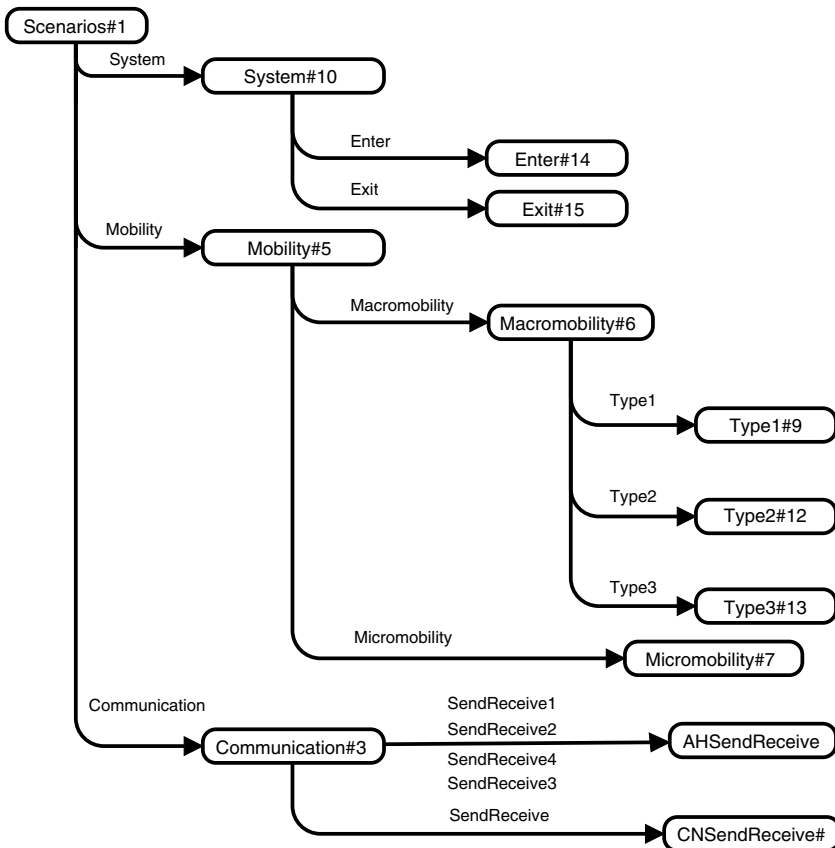 Scenarios#1
System
System#10
Enter
Enter#14
Exit
Exit#15
Mobility
Mobility#5
Macromobility
Macromobility#6
Type1
Type1#9
Type2
Type2#12
Type3
Type3#13
Micromobility
Micromobility#7
Communication
Communication#3
SendReceive1
SendReceive2
SendReceive4
SendReceive3
AHSendReceive
SendReceive
CNSendReceive#